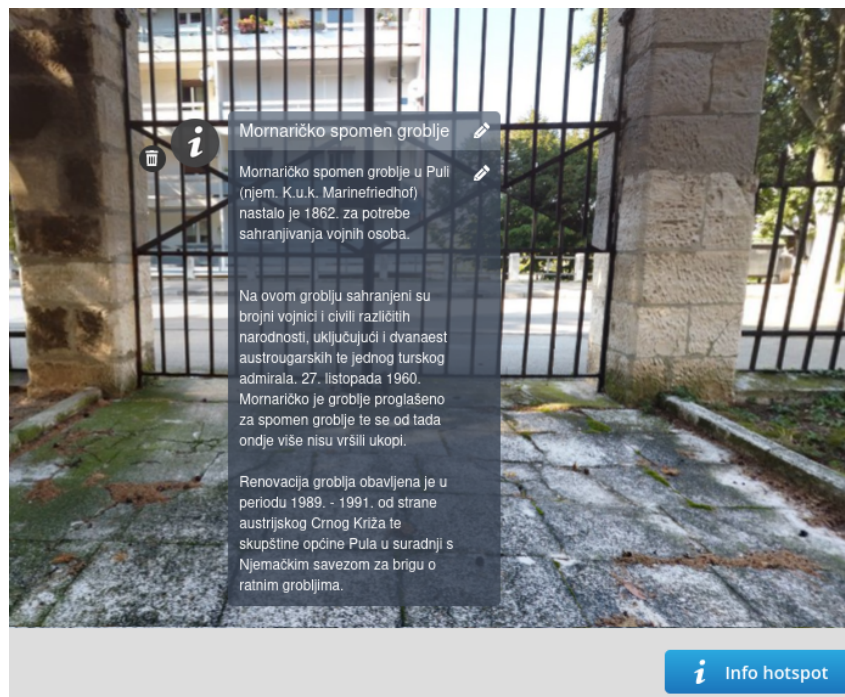 Mornaričko spomen groblje
Mornaričko spomen groblje u Puli
(njem. K.u.k. Marinefriedhof)
nastalo je 1862. za potrebe
sahranjivanja vojnih osoba.
Na ovom groblju sahranjeni su
brojni vojnici i civili različitih
narodnosti, uključujući i dvanaest
austrougarskih te jednog turskog
admirala. 27. listopada 1960.
Mornaričko je groblje proglašeno
za spomen groblje te se od tada
ondje više nisu vršili ukopi.
Renovacija groblja obavljena je u
periodu 1989. - 1991. od strane
austrijskog Crnog Križa te
skupštine općine Pula u suradnji s
Njemačkim savezom za brigu o
ratnim grobljima.
Info hotspot